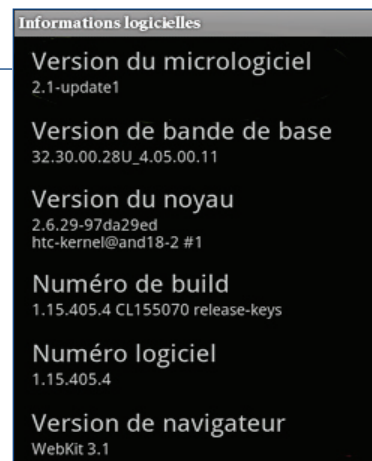 Informations logicielles
Version du micrologiciel
2.1-update1
Version de bande de base
32.30.00.28U_4.05.00.11
Version du noyau
2.6.29-97da29ed
htc-kernel@and18-2 #1
Numéro de build
1.15.405.4 CL155070 release-keys
Numéro logiciel
1.15.405.4
Version de navigateur
WebKit 3.1